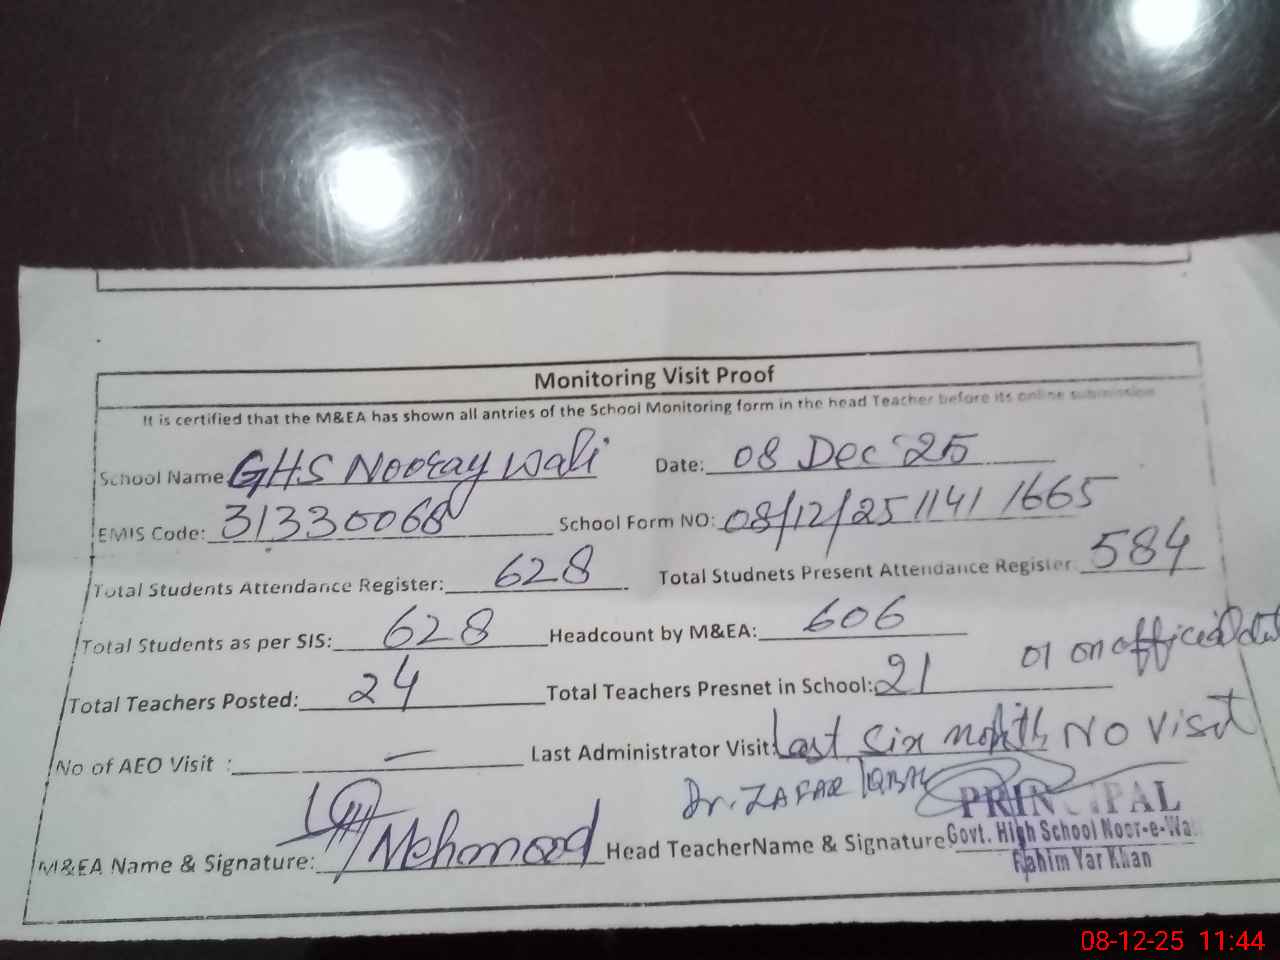 Monitoring Visit Proof
It is certified that the M&EA has shown all antries of the School Monitoring form in the head Teacher before its online submission
School Name GHS Nooray Wali Date: 08 Dec '25
EMIS Code: 31330068 School Form NO: 08/12/25 1141 1665
Total Students Attendance Register: 628 Total Studnets Present Attendance Register: 584
Total Students as per SIS: 628 Headcount by M&EA: 606
Total Teachers Posted: 24 Total Teachers Presnet in School: 21 01 on official dut
No of AEO Visit : — Last Administrator Visit: Last six month No Visit
M&EA Name & Signature: Mehmood Head TeacherName & Signature Dr. ZAFAR IQBAL
PRINCIPAL
Govt. High School Noor-e-Wa
Rahim Yar Khan
08-12-25 11:44